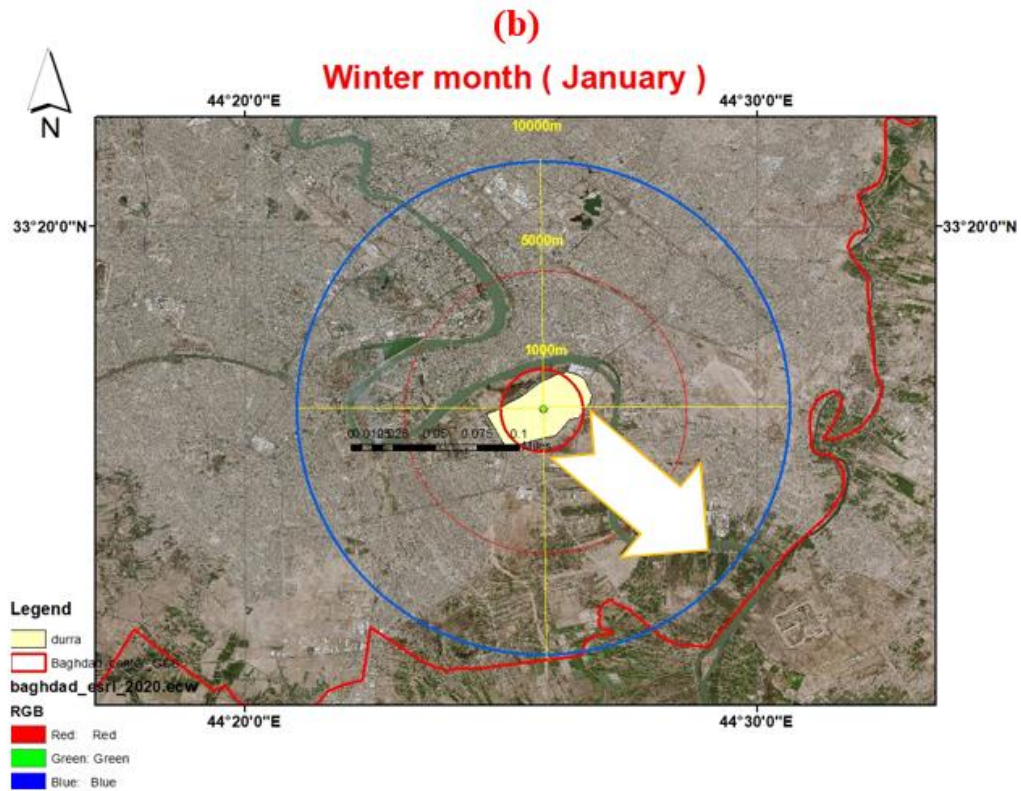 (b)
Winter month ( January )
N
44°20'0"E 44°30'0"E
10000m
33°20'0"N 33°20'0"N
5000m
1000m
0.05 0.075 0.1
Miles
Legend
durra
Baghdad_center_GCS
baghdad_esri_2020.ecw
RGB
Red: Red
Green: Green
Blue: Blue
44°20'0"E 44°30'0"E